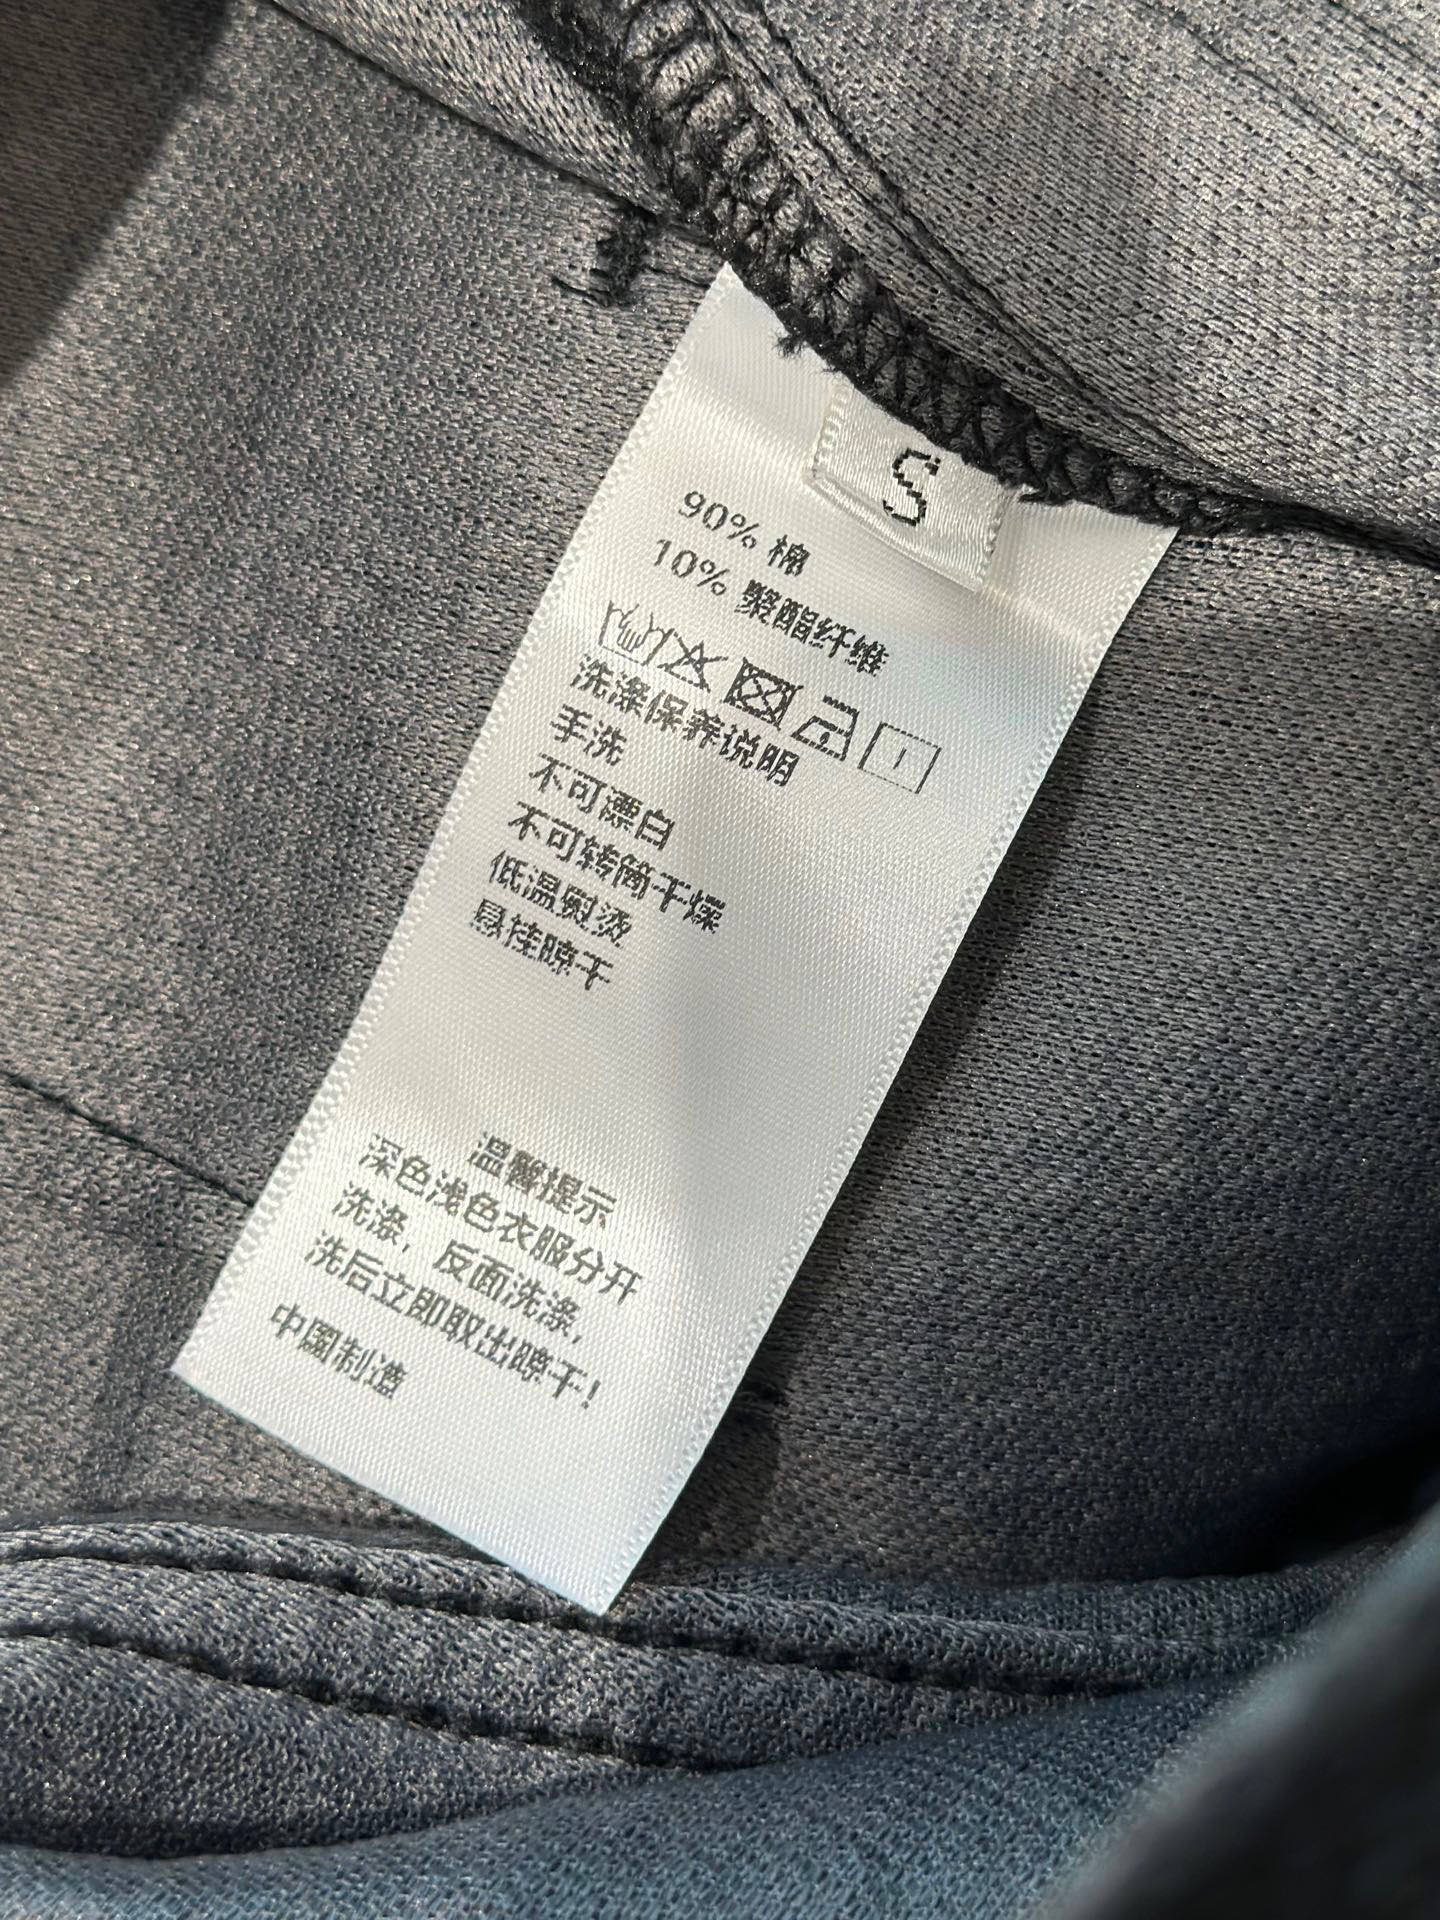 S
90% 棉
10% 聚酯纤维
洗涤保养说明
手洗
不可漂白
不可转筒干燥
低温熨烫
悬挂晾干
温馨提示
深色浅色衣服分开
洗涤，反面洗涤，
洗后立即取出晾干！
中国制造